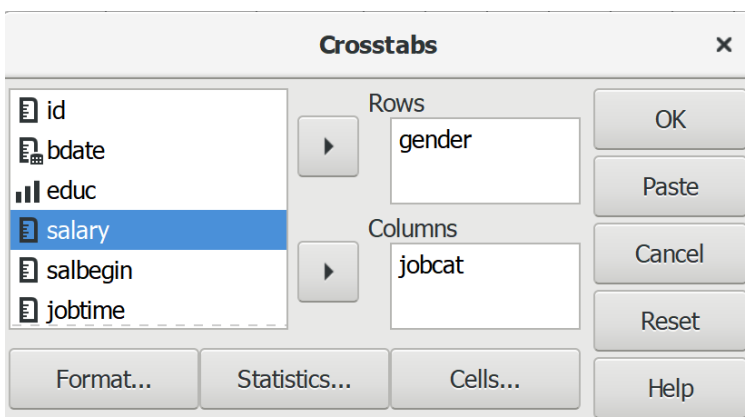 Crosstabs
id
bdate
educ
salary
salbegin
jobtime
Rows
gender
Columns
jobcat
OK
Paste
Cancel
Reset
Help
Format...
Statistics...
Cells...